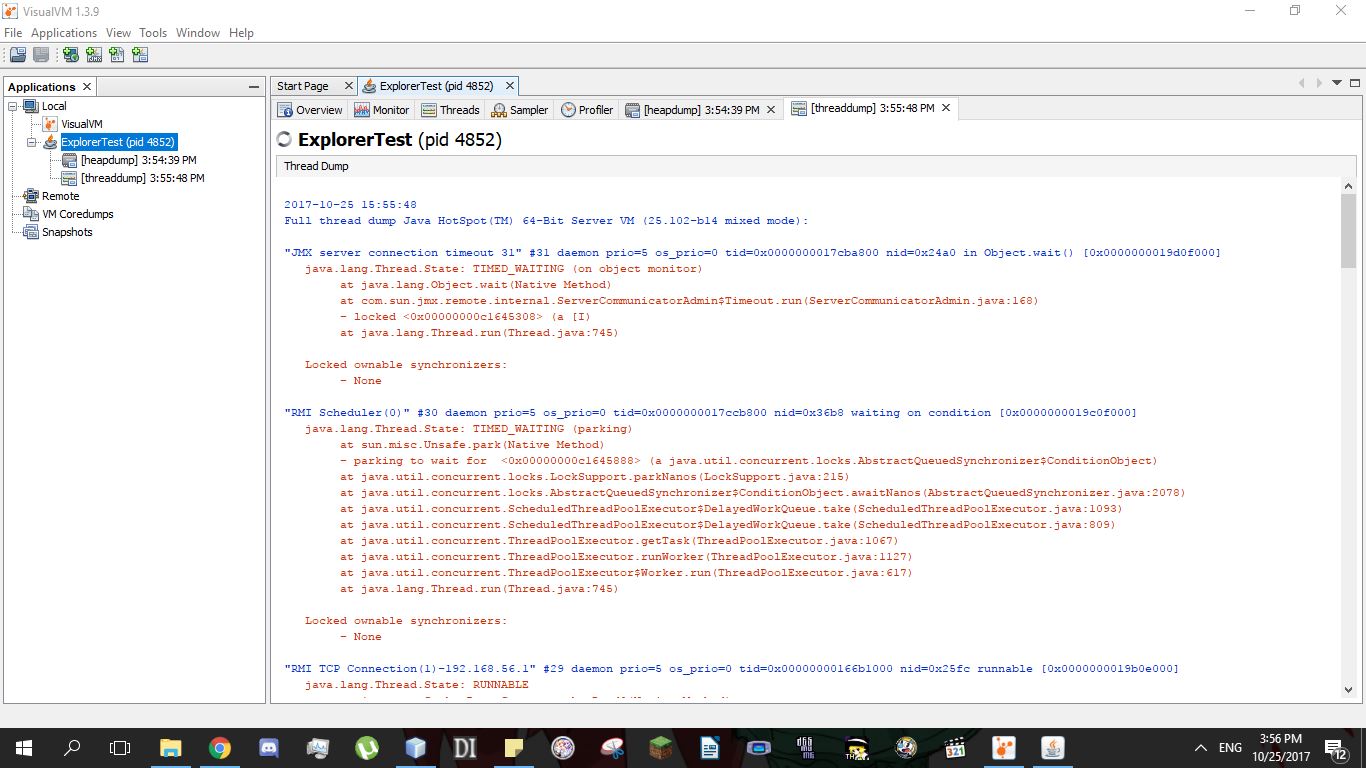 VisualVM 1.3.9
File Applications View Tools Window Help
Applications
Start Page
ExplorerTest (pid 4852)
Local
VisualVM
ExplorerTest (pid 4852)
[heapdump] 3:54:39 PM
[threaddump] 3:55:48 PM
Remote
VM Coredumps
Snapshots
Overview Monitor Threads Sampler Profiler [heapdump] 3:54:39 PM [threaddump] 3:55:48 PM
ExplorerTest (pid 4852)
Thread Dump
2017-10-25 15:55:48
Full thread dump Java HotSpot(TM) 64-Bit Server VM (25.102-b14 mixed mode):
"JMX server connection timeout 31" #31 daemon prio=5 os_prio=0 tid=0x0000000017cba800 nid=0x24a0 in Object.wait() [0x0000000019d0f000]
java.lang.Thread.State: TIMED_WAITING (on object monitor)
at java.lang.Object.wait(Native Method)
at com.sun.jmx.remote.internal.ServerCommunicatorAdmin$Timeout.run(ServerCommunicatorAdmin.java:168)
- locked <0x00000000c1645308> (a [I)
at java.lang.Thread.run(Thread.java:745)
Locked ownable synchronizers:
- None
"RMI Scheduler(0)" #30 daemon prio=5 os_prio=0 tid=0x0000000017ccb800 nid=0x36b8 waiting on condition [0x0000000019c0f000]
java.lang.Thread.State: TIMED_WAITING (parking)
at sun.misc.Unsafe.park(Native Method)
- parking to wait for <0x00000000c1645888> (a java.util.concurrent.locks.AbstractQueuedSynchronizer$ConditionObject)
at java.util.concurrent.locks.LockSupport.parkNanos(LockSupport.java:215)
at java.util.concurrent.locks.AbstractQueuedSynchronizer$ConditionObject.awaitNanos(AbstractQueuedSynchronizer.java:2078)
at java.util.concurrent.ScheduledThreadPoolExecutor$DelayedWorkQueue.take(ScheduledThreadPoolExecutor.java:1093)
at java.util.concurrent.ScheduledThreadPoolExecutor$DelayedWorkQueue.take(ScheduledThreadPoolExecutor.java:809)
at java.util.concurrent.ThreadPoolExecutor.getTask(ThreadPoolExecutor.java:1067)
at java.util.concurrent.ThreadPoolExecutor.runWorker(ThreadPoolExecutor.java:1127)
at java.util.concurrent.ThreadPoolExecutor$Worker.run(ThreadPoolExecutor.java:617)
at java.lang.Thread.run(Thread.java:745)
Locked ownable synchronizers:
- None
"RMI TCP Connection(1)-192.168.56.1" #29 daemon prio=5 os_prio=0 tid=0x00000000166b1000 nid=0x25fc runnable [0x0000000019b0e000]
java.lang.Thread.State: RUNNABLE
DI
321
ENG
3:56 PM
10/25/2017
12